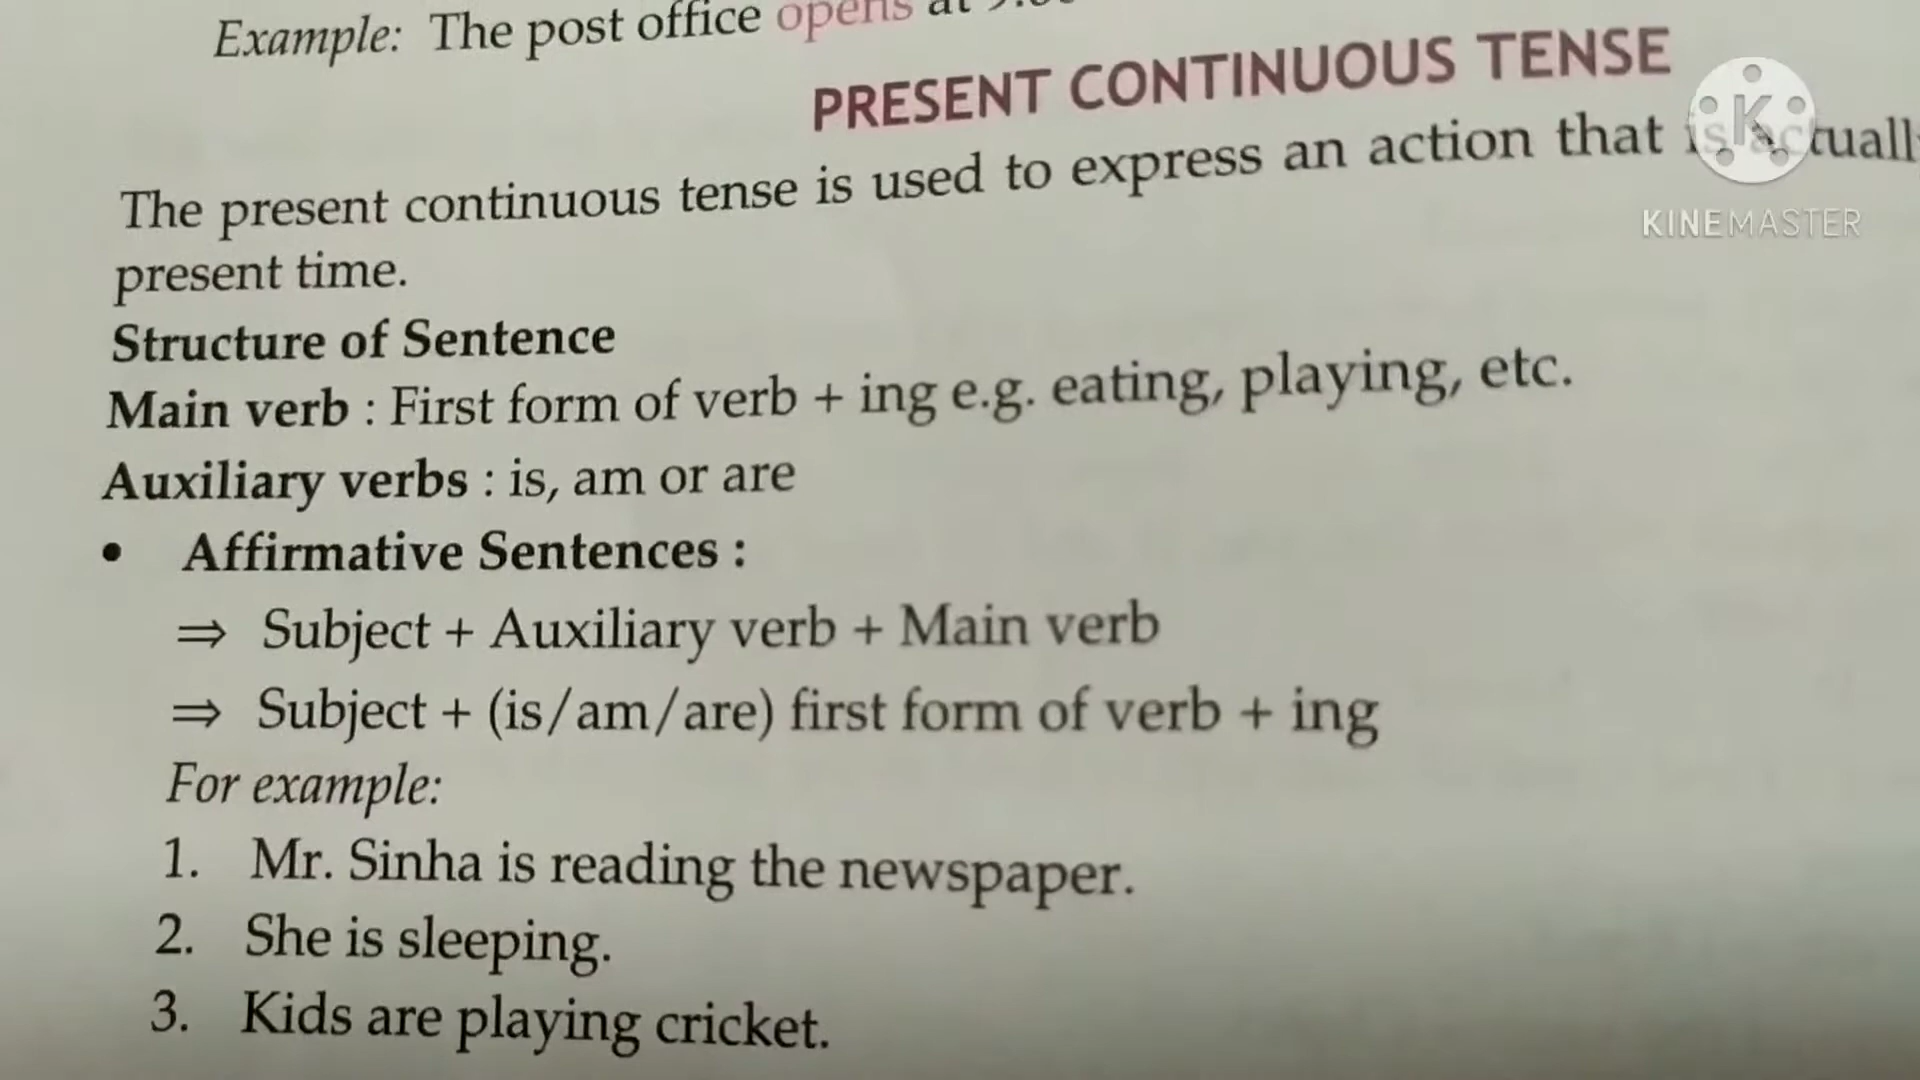 Example: The post office opens at
PRESENT CONTINUOUS TENSE
The present continuous tense is used to express an action that is
present time.
Structure of Sentence
Main verb : First form of verb + ing e.g. eating, playing, etc.
Auxiliary verbs : is, am or are
• Affirmative Sentences :
⇒ Subject + Auxiliary verb + Main verb
⇒ Subject + (is/am/are) first form of verb + ing
For example:
1. Mr. Sinha is reading the newspaper.
2. She is sleeping.
3. Kids are playing cricket.
K
KINEMASTER